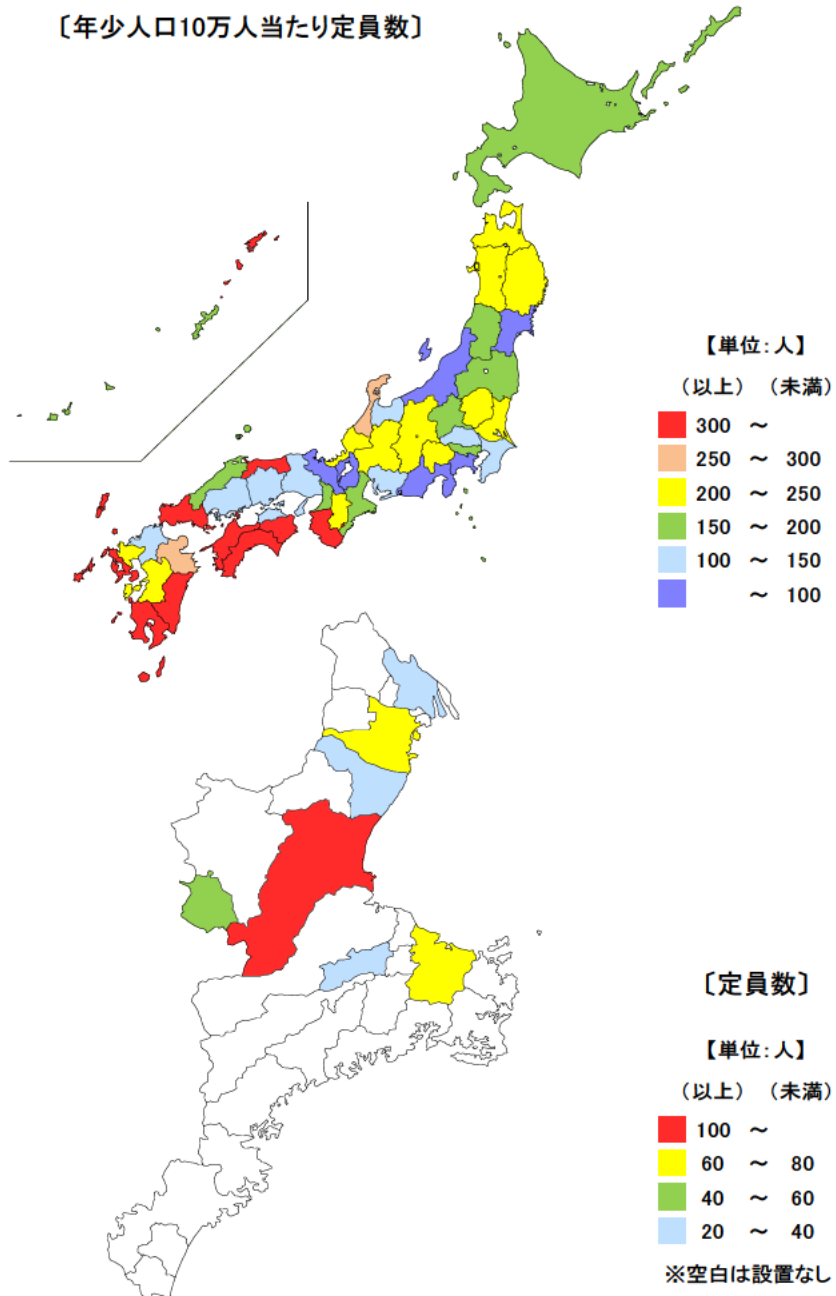 〔年少人口10万人当たり定員数〕
【単位:人】
(以上) (未満)
300 ～
250 ～ 300
200 ～ 250
150 ～ 200
100 ～ 150
～ 100
〔定員数〕
【単位:人】
(以上) (未満)
100 ～
60 ～ 80
40 ～ 60
20 ～ 40
※空白は設置なし